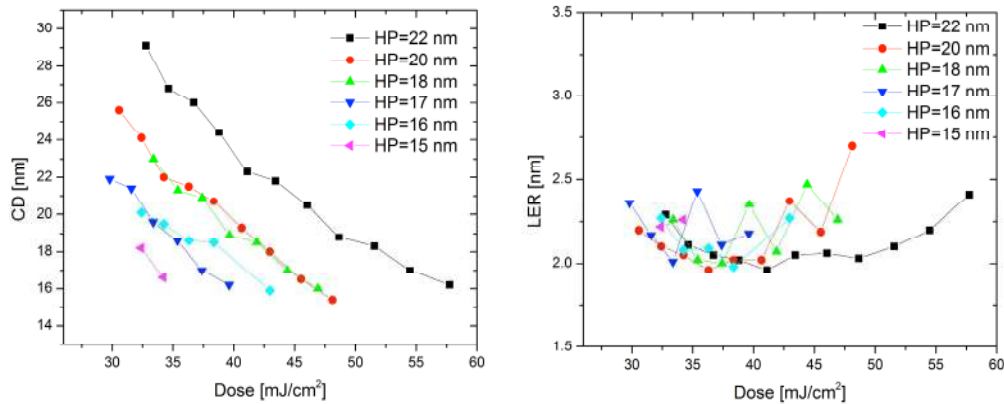 30
28
26
24
22
20
18
16
14
CD [nm]
HP=22 nm
HP=20 nm
HP=18 nm
HP=17 nm
HP=16 nm
HP=15 nm
30 35 40 45 50 55 60
Dose [mJ/cm²]
3.5
3.0
2.5
2.0
1.5
LER [nm]
HP=22 nm
HP=20 nm
HP=18 nm
HP=17 nm
HP=16 nm
HP=15 nm
30 35 40 45 50 55 60
Dose [mJ/cm²]